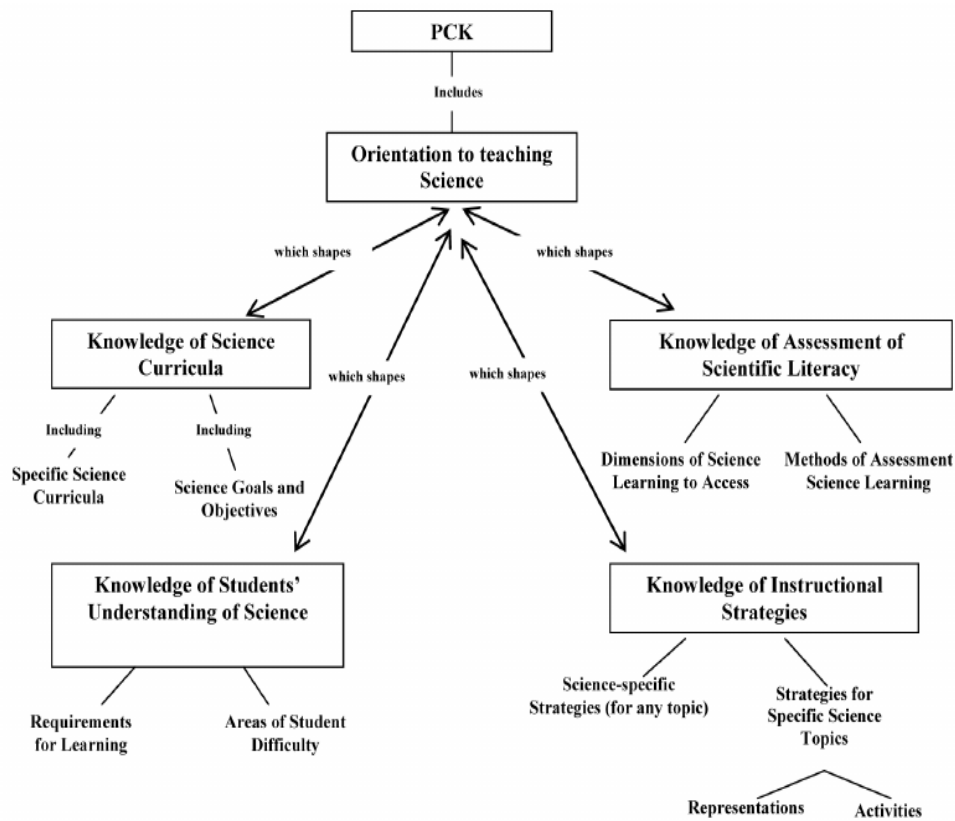 PCK
Includes
Orientation to teaching
Science
which shapes
which shapes
Knowledge of Science
Curricula
Knowledge of Assessment of
Scientific Literacy
which shapes
which shapes
Including
Including
Specific Science
Curricula
Science Goals and
Objectives
Dimensions of Science
Learning to Access
Methods of Assessment
Science Learning
Knowledge of Students’
Understanding of Science
Knowledge of Instructional
Strategies
Requirements
for Learning
Areas of Student
Difficulty
Science-specific
Strategies (for any topic)
Strategies for
Specific Science
Topics
Representations
Activities